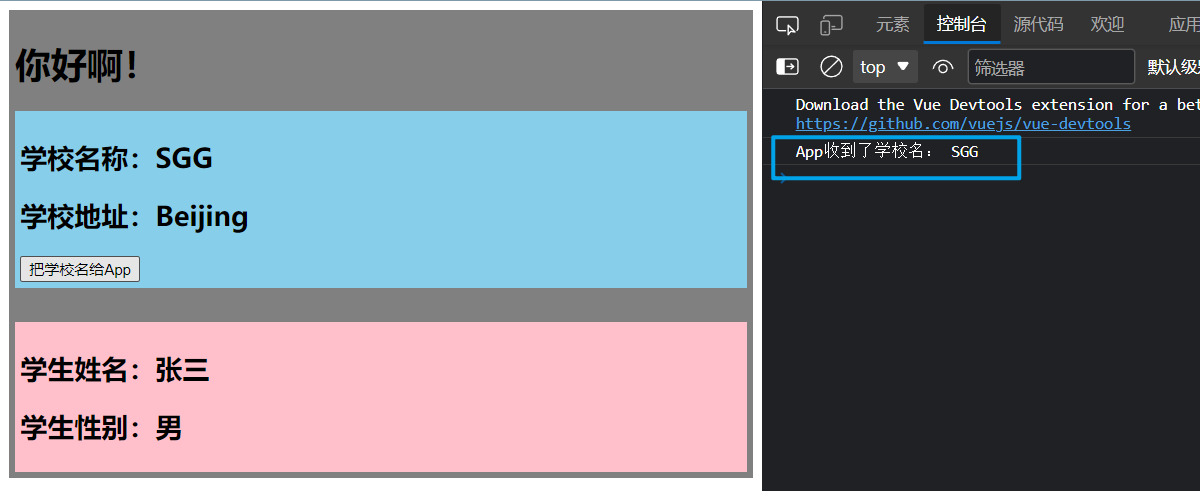 你好啊！
学校名称：SGG
学校地址：Beijing
把学校名给App
学生姓名：张三
学生性别：男
元素 控制台 源代码 欢迎 应用
top 筛选器 默认级别
Download the Vue Devtools extension for a bet
https://github.com/vuejs/vue-devtools
App收到了学校名： SGG